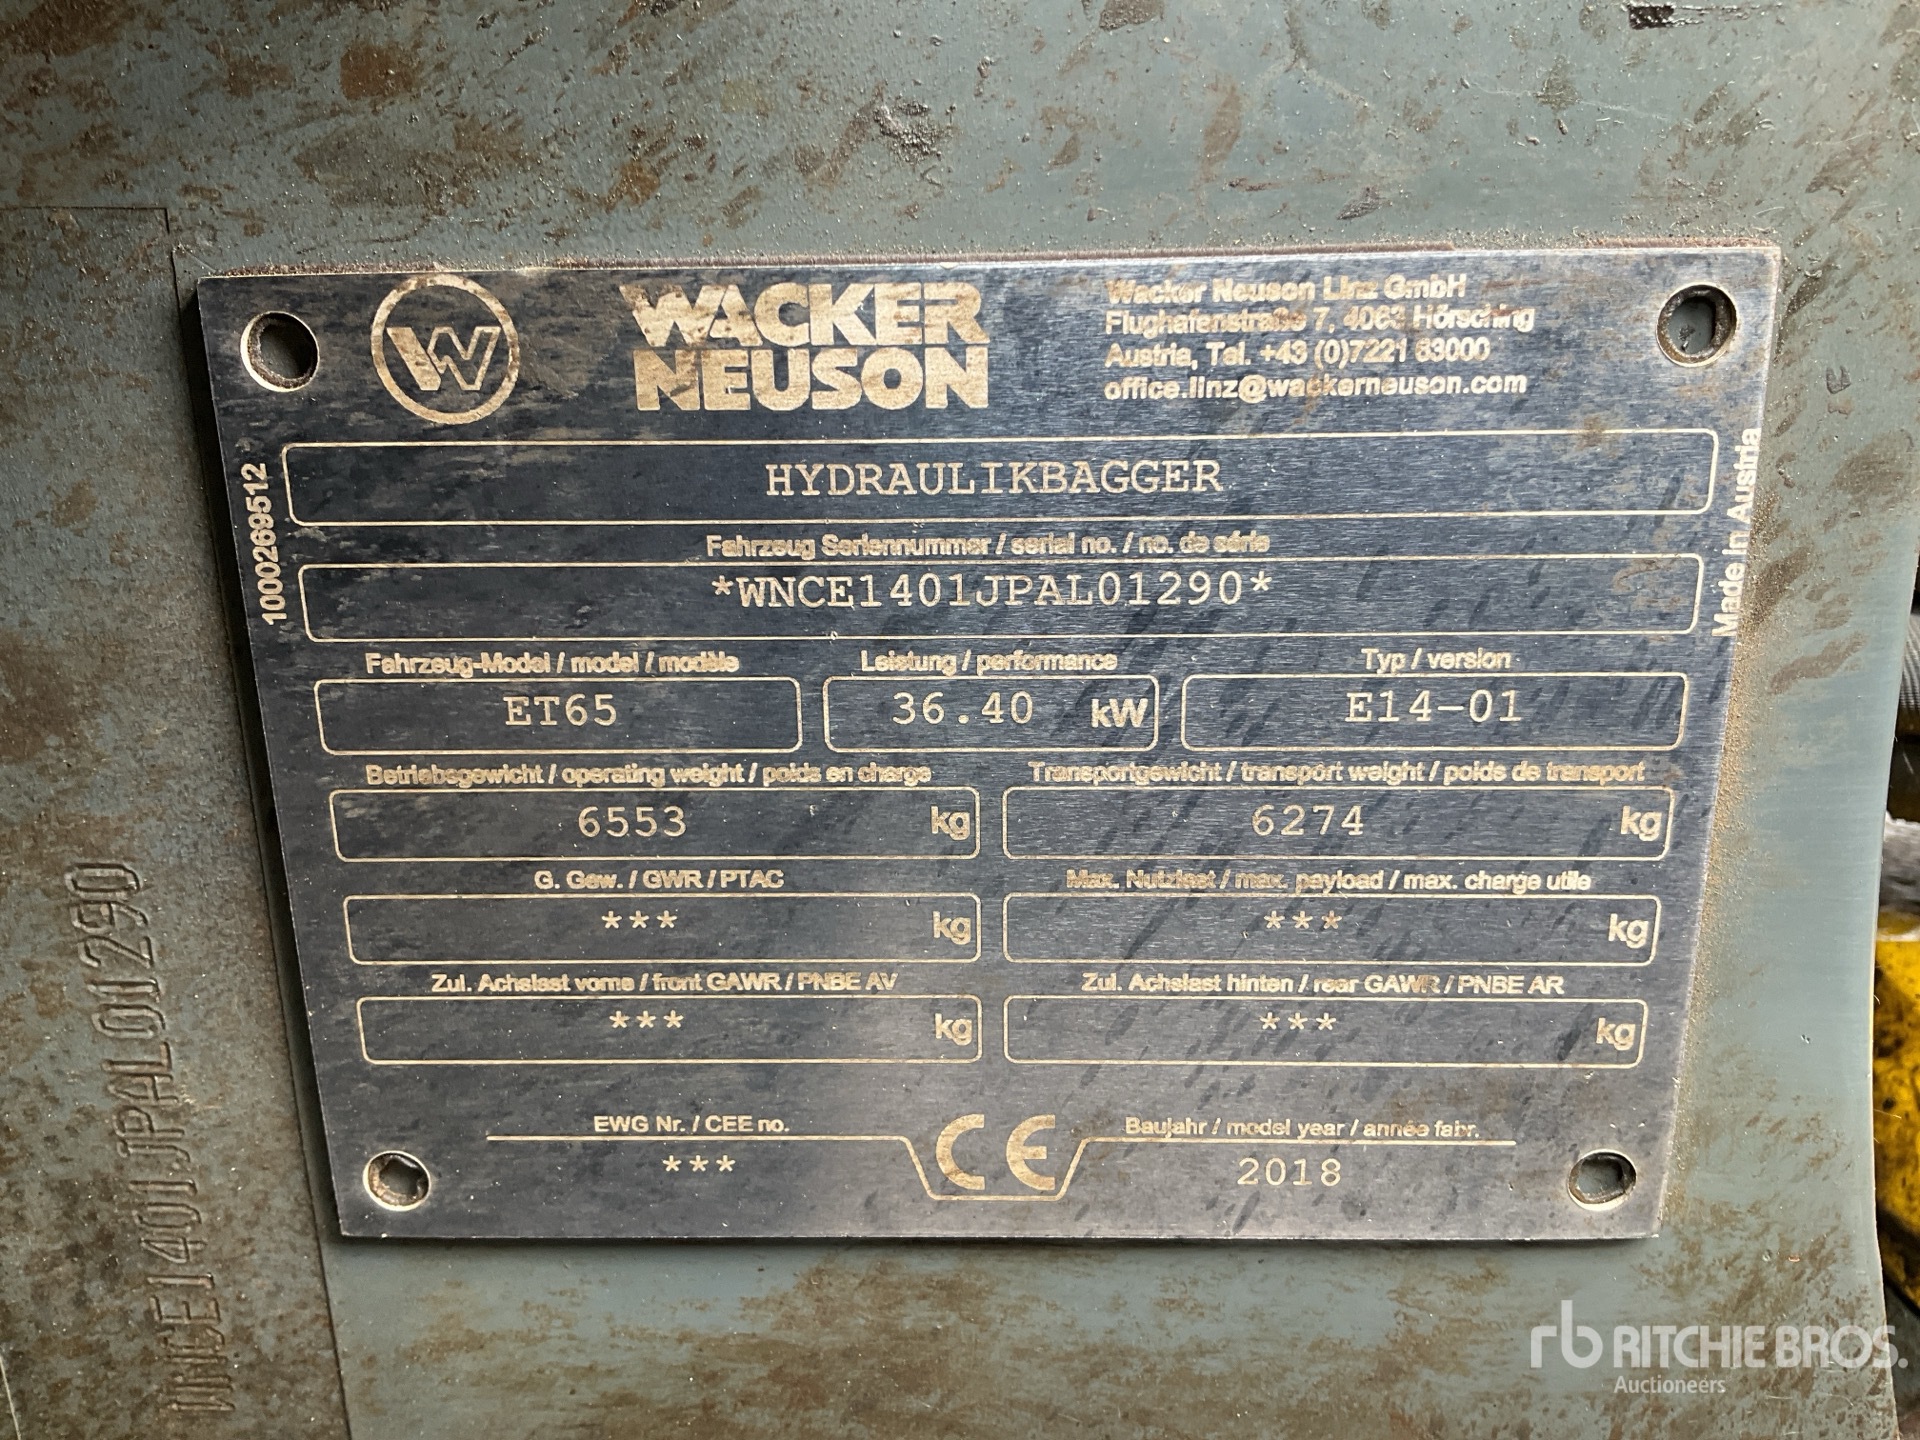 W
WACKER
NEUSON
Wacker Neuson Linz GmbH
Flughafenstraße 7, 4063 Hörsching
Austria, Tel. +43 (0)7221 63000
office.linz@wackerneuson.com
HYDRAULIKBAGGER
1000269512
Made in Austria
Fahrzeug Seriennummer / serial no. / no. de série
*WNCE1401JPAL01290*
Fahrzeug-Model / model / modèle
Leistung / performance
Typ / version
ET65
36.40 kW
E14-01
Betriebsgewicht / operating weight / poids en charge
Transportgewicht / transport weight / poids de transport
6553 kg
6274 kg
G. Gew. / GWR / PTAC
Max. Nutzlast / max. payload / max. charge utile
*** kg
*** kg
Zul. Achslast vorne / front GAWR / PNBE AV
Zul. Achslast hinten / rear GAWR / PNBE AR
*** kg
*** kg
EWG Nr. / CEE no.
***
CE
Baujahr / model year / année fabr.
2018
WNCE1401JPAL01290
rb RITCHIE BROS.
Auctioneers